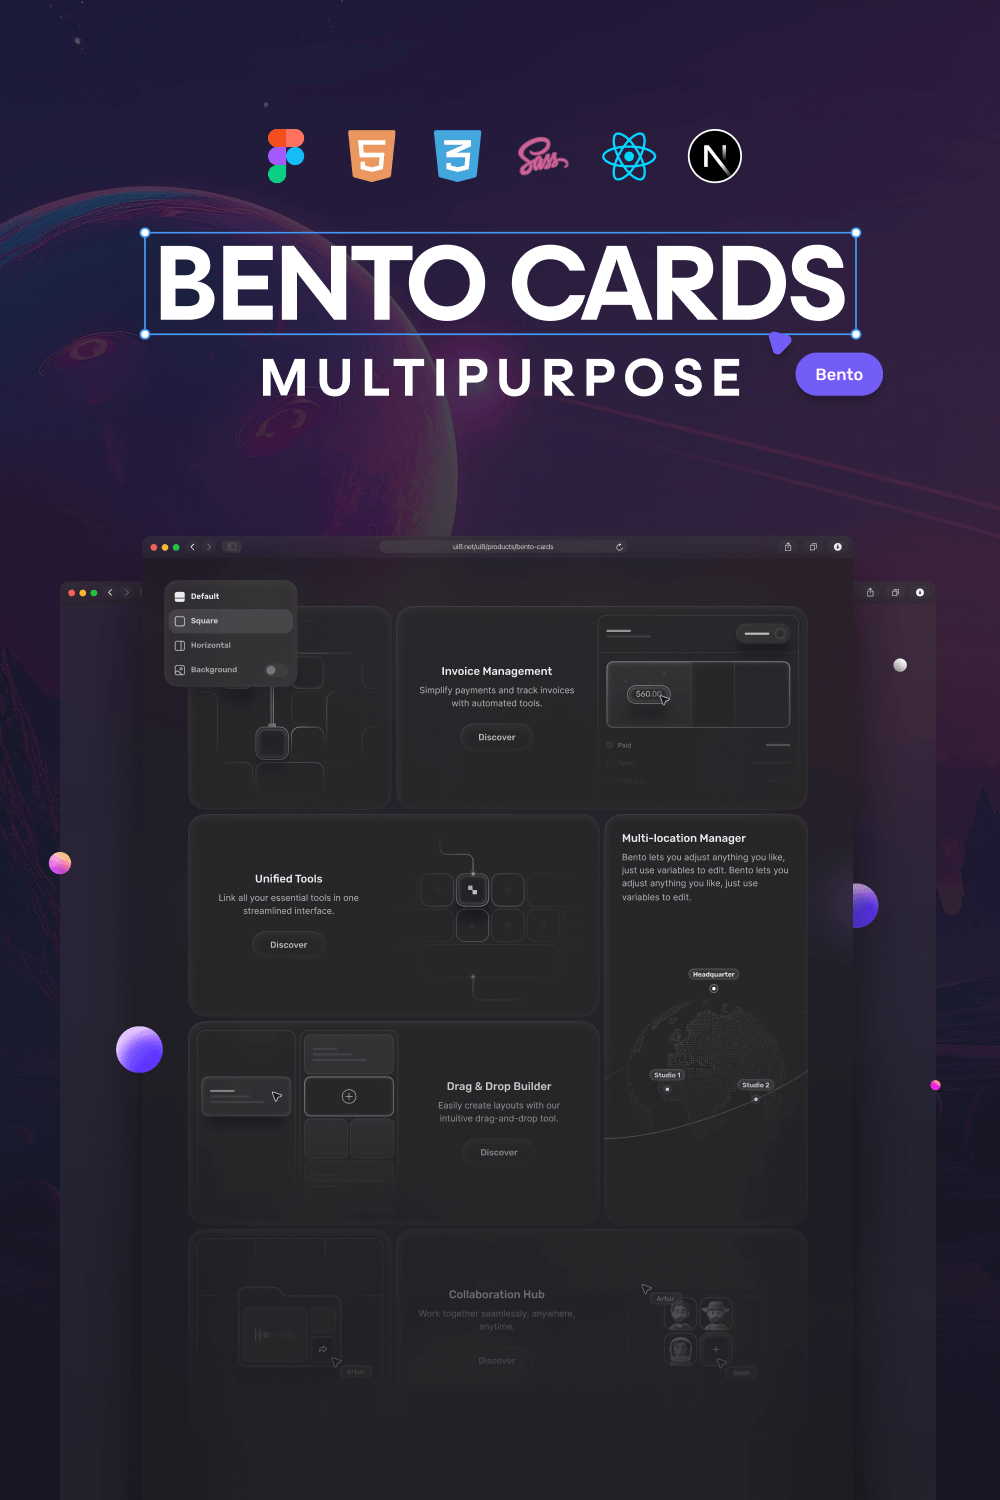 5
3
Sass
N
BENTO CARDS
MULTIPURPOSE
Bento
ui8.net/ui8/products/bento-cards
Default
Square
Horizontal
Background
Invoice Management
Simplify payments and track invoices
with automated tools.
Discover
$60.00
Paid
Unified Tools
Link all your essential tools in one
streamlined interface.
Discover
Multi-location Manager
Bento lets you adjust anything you like,
just use variables to edit. Bento lets you
adjust anything you like, just use
variables to edit.
Headquarter
Studio 1
Studio 2
Drag & Drop Builder
Easily create layouts with our
intuitive drag-and-drop tool.
Discover
Artur
Collaboration Hub
Work together seamlessly, anywhere,
anytime.
Discover
Artur
Dash